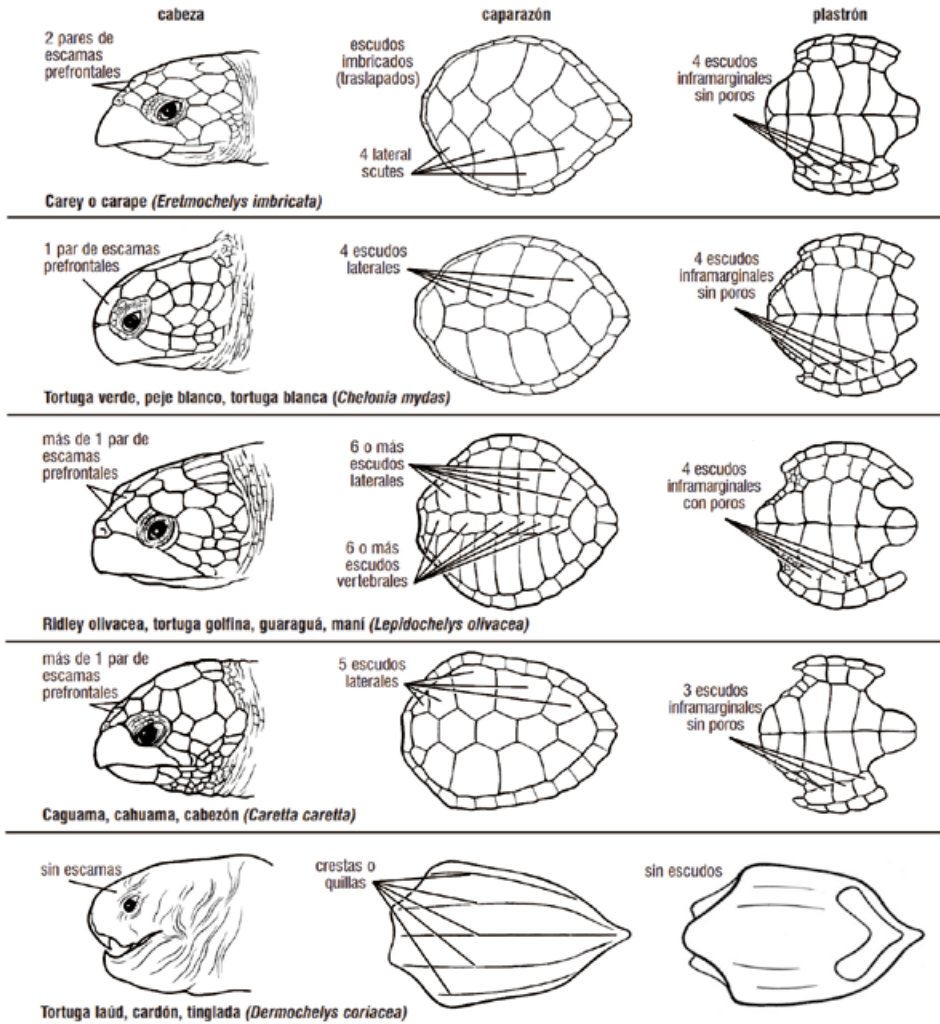 cabeza
caparazón
plastrón
2 pares de
escamas
prefrontales
escudos
imbricados
(traslapados)
4 lateral
scutes
4 escudos
inframarginales
sin poros
Carey o carape (Eretmochelys imbricata)
1 par de escamas
prefrontales
4 escudos
laterales
4 escudos
inframarginales
sin poros
Tortuga verde, peje blanco, tortuga blanca (Chelonia mydas)
más de 1 par de
escamas
prefrontales
6 o más
escudos
laterales
6 o más
escudos
vertebrales
4 escudos
inframarginales
con poros
Ridley olivacea, tortuga golfina, guaraguá, maní (Lepidochelys olivacea)
más de 1 par de
escamas
prefrontales
5 escudos
laterales
3 escudos
inframarginales
sin poros
Caguama, cahuama, cabezón (Caretta caretta)
sin escamas
crestas o
quillas
sin escudos
Tortuga laúd, cardón, tinglada (Dermochelys coriacea)